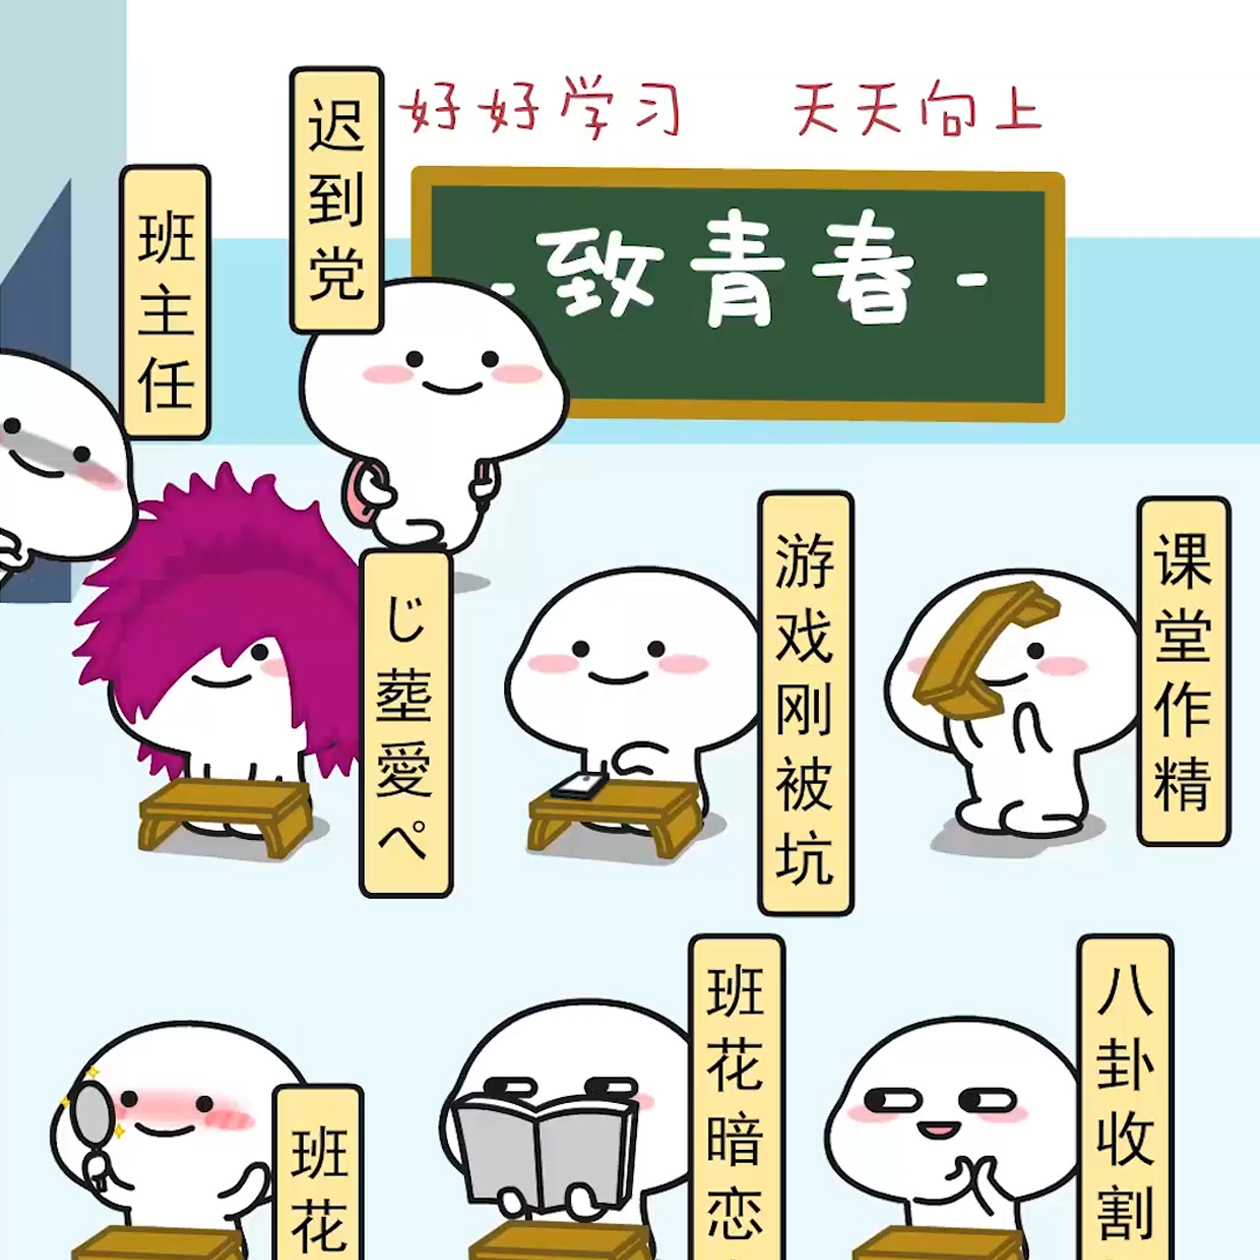 好好学习 天天向上
-致青春-
迟到党
班主任
じ蕜愛ペ
游戏刚被坑
课堂作精
班花
班花暗恋
八卦收割